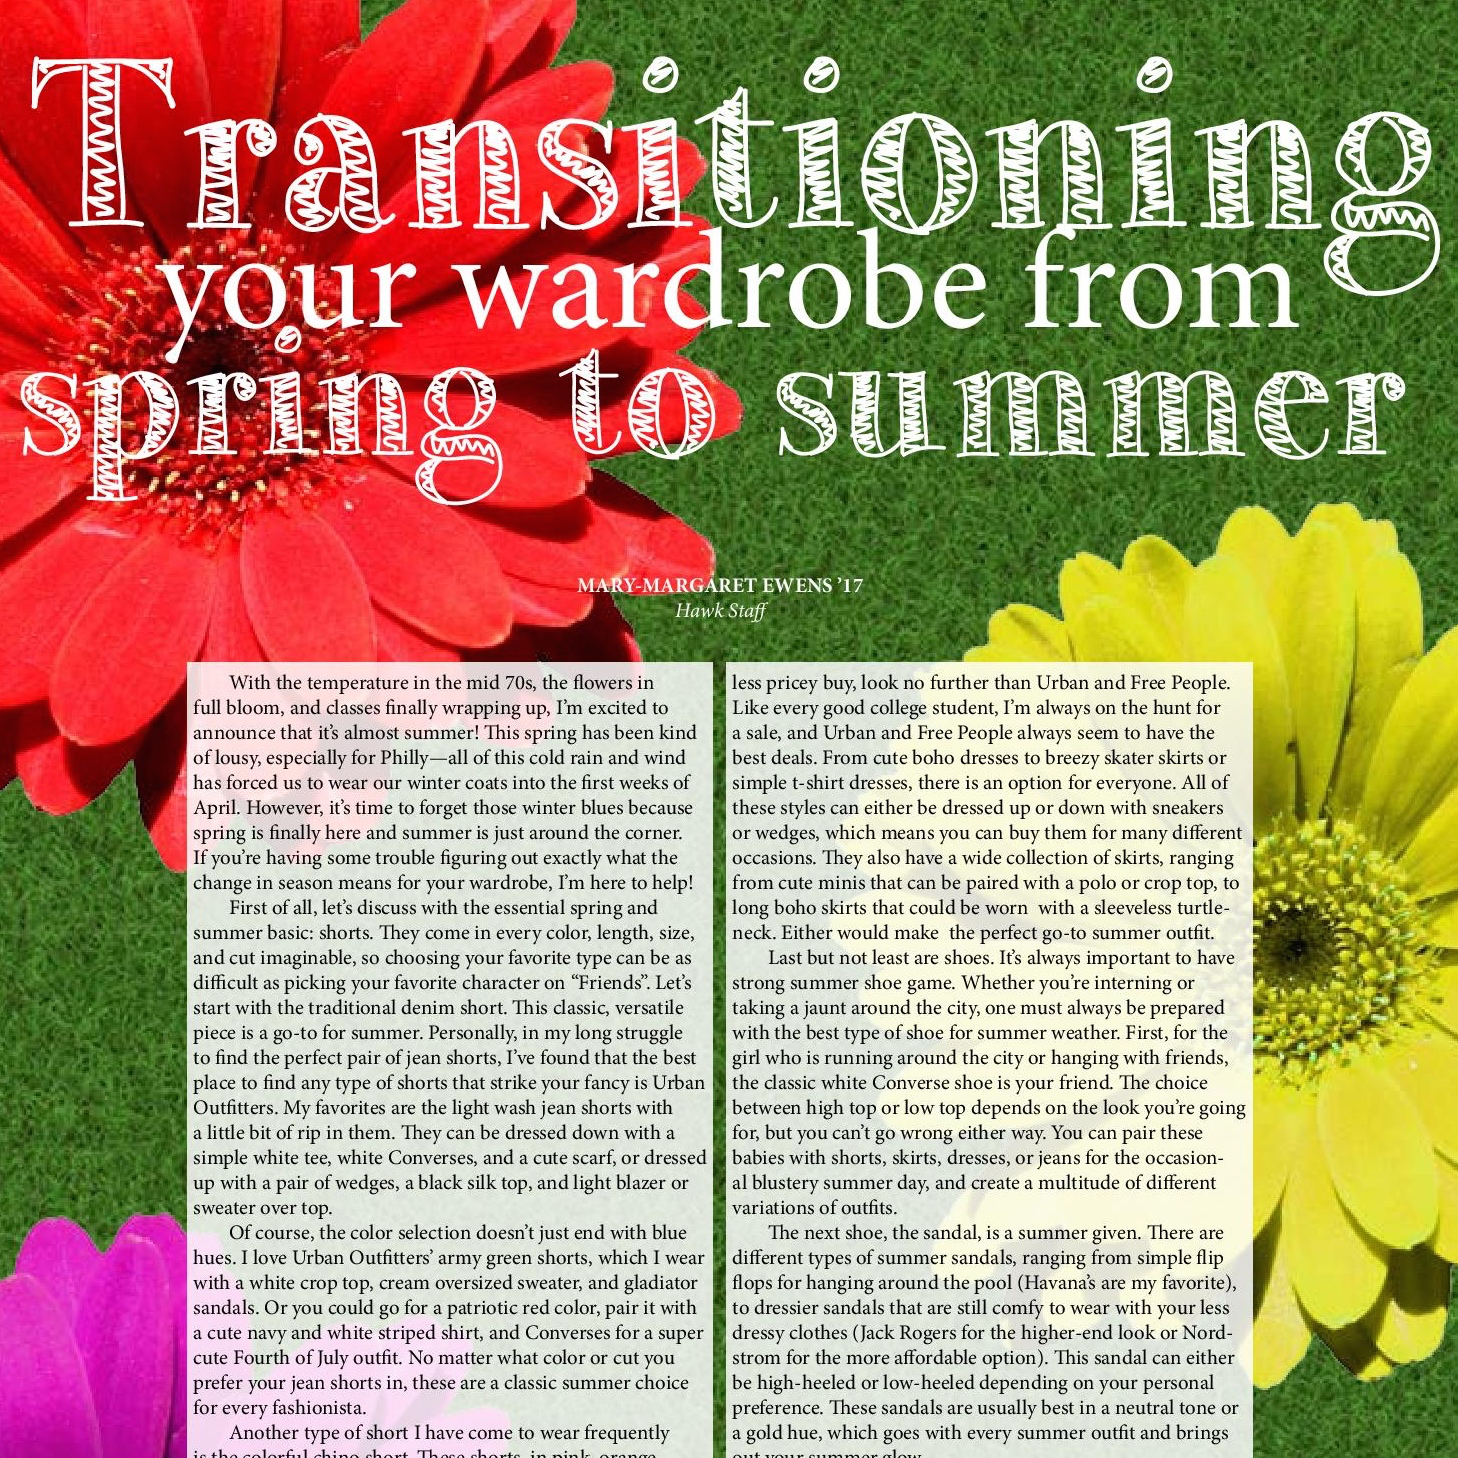 Transitioning
your wardrobe from
spring to summer
MARY-MARGARET EWENS ’17
Hawk Staff
With the temperature in the mid 70s, the flowers in
full bloom, and classes finally wrapping up, I’m excited to
announce that it’s almost summer! This spring has been kind
of lousy, especially for Philly—all of this cold rain and wind
has forced us to wear our winter coats into the first weeks of
April. However, it’s time to forget those winter blues because
spring is finally here and summer is just around the corner.
If you’re having some trouble figuring out exactly what the
change in season means for your wardrobe, I’m here to help!
First of all, let’s discuss with the essential spring and
summer basic: shorts. They come in every color, length, size,
and cut imaginable, so choosing your favorite type can be as
difficult as picking your favorite character on “Friends”. Let’s
start with the traditional denim short. This classic, versatile
piece is a go-to for summer. Personally, in my long struggle
to find the perfect pair of jean shorts, I’ve found that the best
place to find any type of shorts that strike your fancy is Urban
Outfitters. My favorites are the light wash jean shorts with
a little bit of rip in them. They can be dressed down with a
simple white tee, white Converses, and a cute scarf, or dressed
up with a pair of wedges, a black silk top, and light blazer or
sweater over top.
Of course, the color selection doesn’t just end with blue
hues. I love Urban Outfitters’ army green shorts, which I wear
with a white crop top, cream oversized sweater, and gladiator
sandals. Or you could go for a patriotic red color, pair it with
a cute navy and white striped shirt, and Converses for a super
cute Fourth of July outfit. No matter what color or cut you
prefer your jean shorts in, these are a classic summer choice
for every fashionista.
Another type of short I have come to wear frequently
is the colorful chino short. These shorts, in pink, orange,
less pricey buy, look no further than Urban and Free People.
Like every good college student, I’m always on the hunt for
a sale, and Urban and Free People always seem to have the
best deals. From cute boho dresses to breezy skater skirts or
simple t-shirt dresses, there is an option for everyone. All of
these styles can either be dressed up or down with sneakers
or wedges, which means you can buy them for many different
occasions. They also have a wide collection of skirts, ranging
from cute minis that can be paired with a polo or crop top, to
long boho skirts that could be worn  with a sleeveless turtle-
neck. Either would make  the perfect go-to summer outfit.
Last but not least are shoes. It’s always important to have
strong summer shoe game. Whether you’re interning or
taking a jaunt around the city, one must always be prepared
with the best type of shoe for summer weather. First, for the
girl who is running around the city or hanging with friends,
the classic white Converse shoe is your friend. The choice
between high top or low top depends on the look you’re going
for, but you can’t go wrong either way. You can pair these
babies with shorts, skirts, dresses, or jeans for the occasion-
al blustery summer day, and create a multitude of different
variations of outfits.
The next shoe, the sandal, is a summer given. There are
different types of summer sandals, ranging from simple flip
flops for hanging around the pool (Havana’s are my favorite),
to dressier sandals that are still comfy to wear with your less
dressy clothes (Jack Rogers for the higher-end look or Nord-
strom for the more affordable option). This sandal can either
be high-heeled or low-heeled depending on your personal
preference. These sandals are usually best in a neutral tone or
a gold hue, which goes with every summer outfit and brings
out your summer glow.